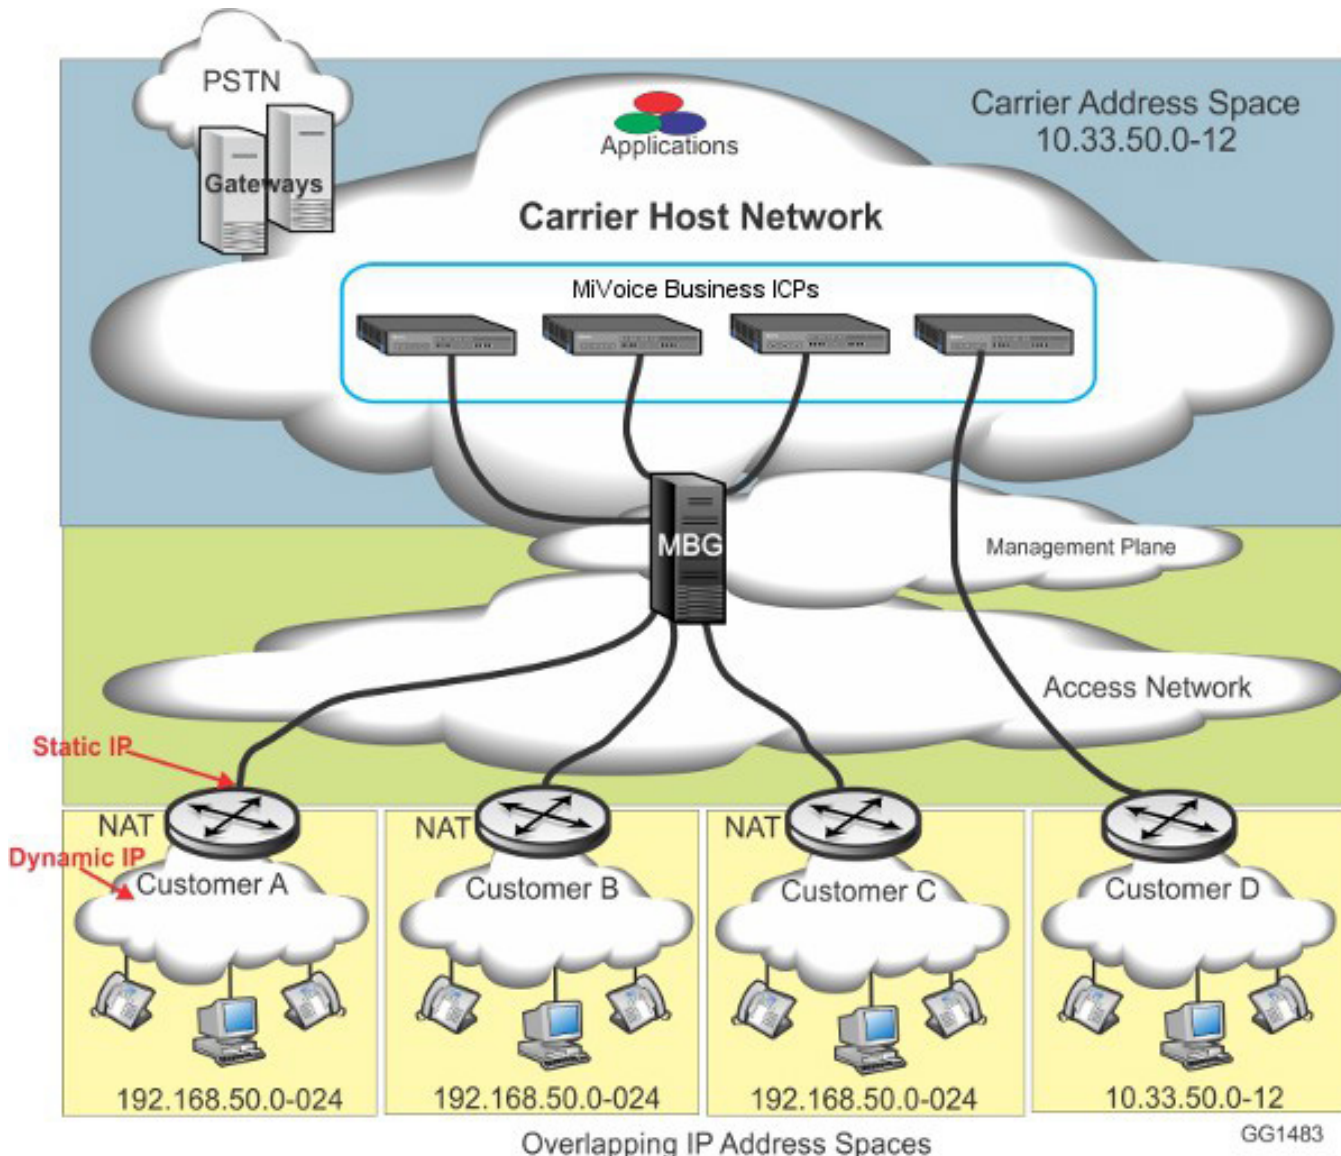 PSTN
Gateways
Applications
Carrier Address Space
10.33.50.0-12
Carrier Host Network
MiVoice Business ICPs
MBG
Management Plane
Access Network
Static IP
NAT
NAT
NAT
Dynamic IP
Customer A
Customer B
Customer C
Customer D
192.168.50.0-024
192.168.50.0-024
192.168.50.0-024
10.33.50.0-12
Overlapping IP Address Spaces
GG1483